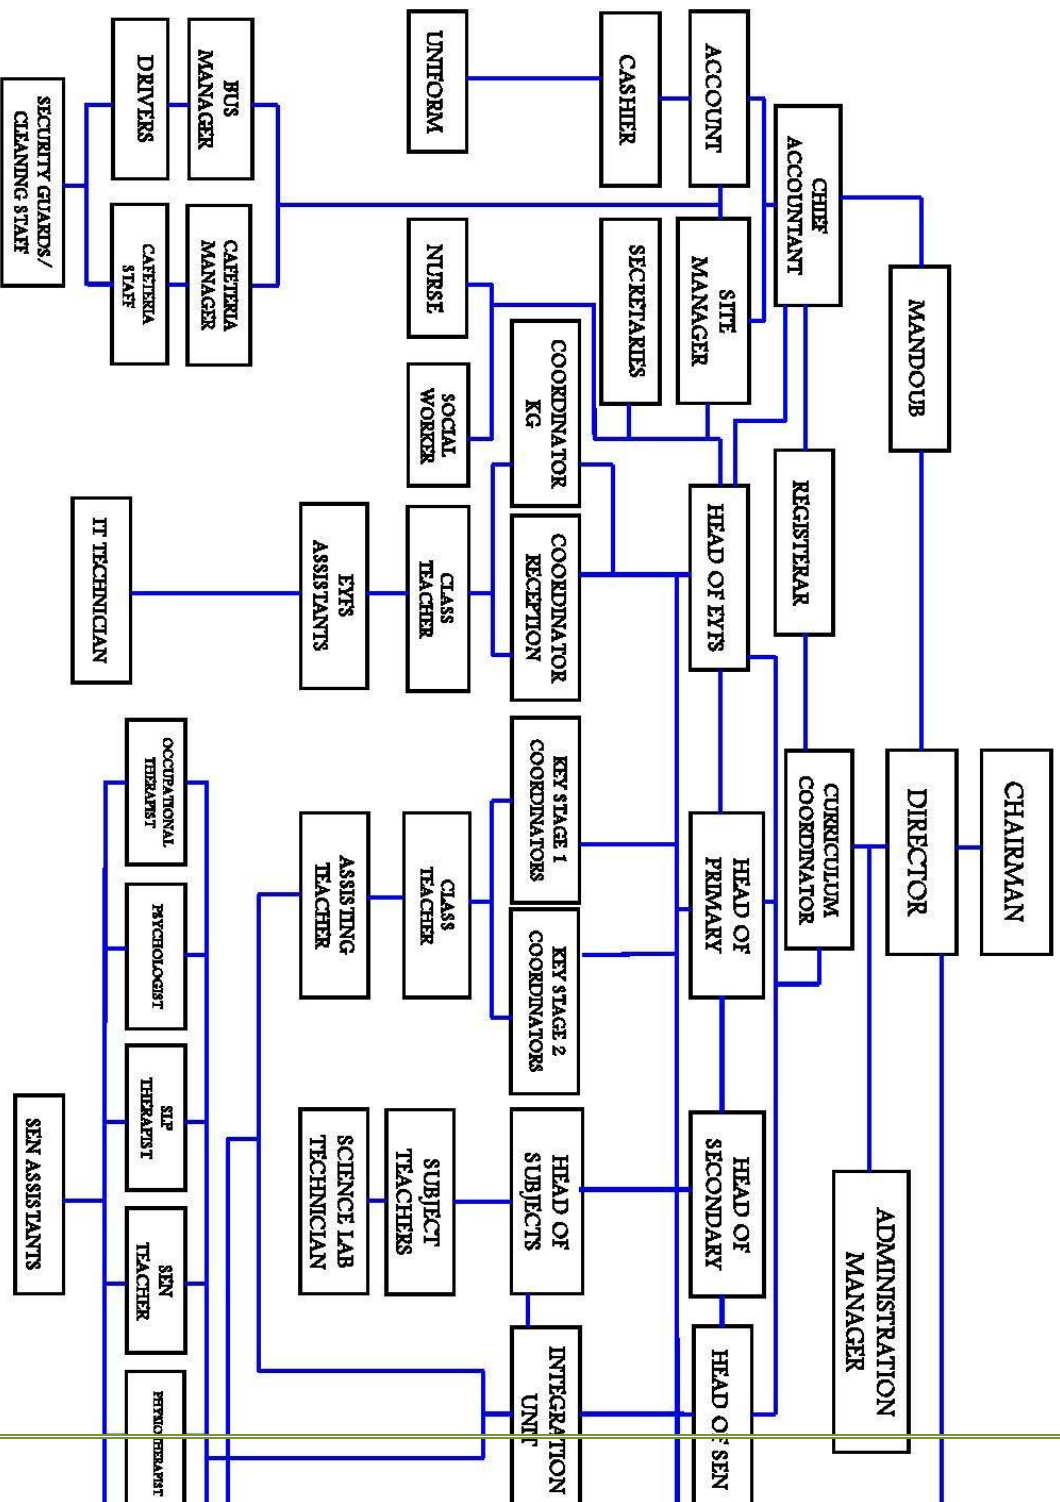 CHAIRMAN
DIRECTOR
MANDOUB
ADMINISTRATION
MANAGER
CHIEF
ACCOUNTANT
REGISTERAR
CURRICULUM
COORDINATOR
ACCOUNT
SITE
MANAGER
HEAD OF EYFS
HEAD OF
PRIMARY
HEAD OF
SECONDARY
HEAD OF SEN
CASHIER
SECRETARIES
COORDINATOR
KG
COORDINATOR
RECEPTION
KEY STAGE 1
COORDINATORS
KEY STAGE 2
COORDINATORS
HEAD OF
SUBJECTS
INTEGRATION
UNIT
UNIFORM
NURSE
SOCIAL
WORKER
CLASS
TEACHER
CLASS
TEACHER
SUBJECT
TEACHERS
EYFS
ASSISTANTS
ASSISTING
TEACHER
SCIENCE LAB
TECHNICIAN
BUS
MANAGER
CAFETERIA
MANAGER
DRIVERS
CAFETERIA
STAFF
IT TECHNICIAN
OCCUPATIONAL
THERAPIST
PSYCHOLOGIST
SLP
THERAPIST
SEN
TEACHER
PHYSIOTHERAPIST
SECURITY GUARDS/
CLEANING STAFF
SEN ASSISTANTS